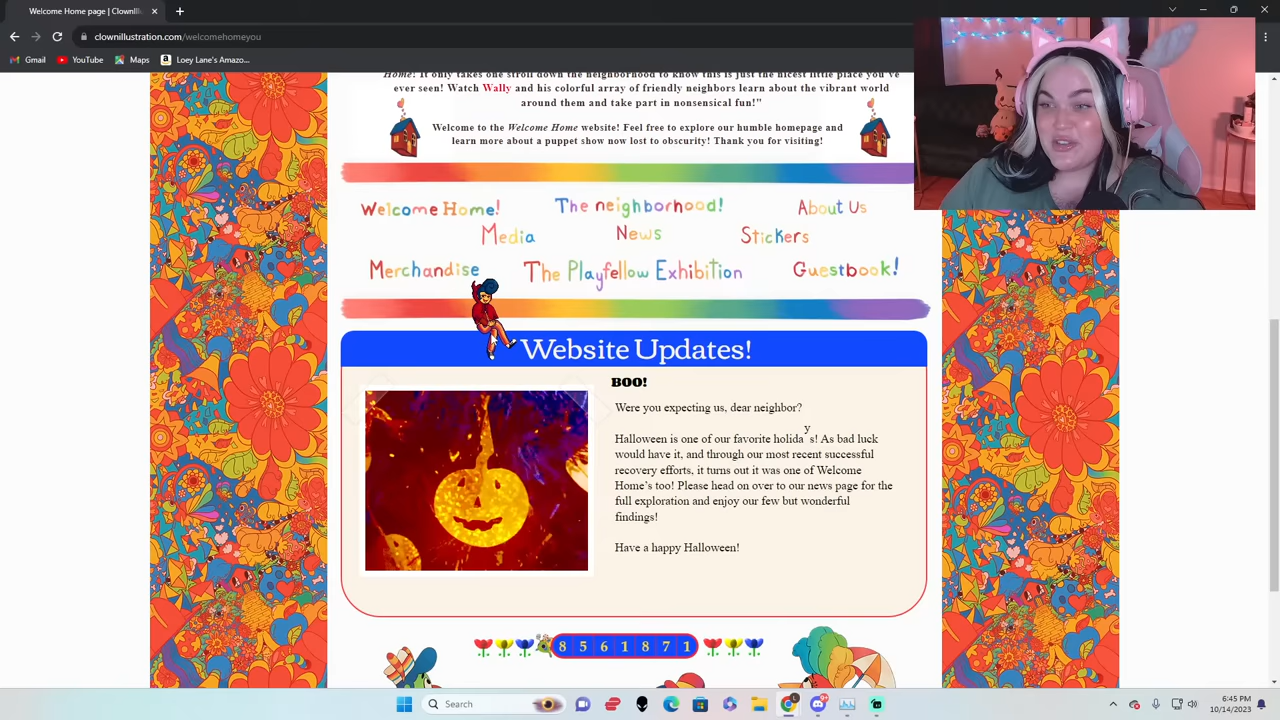 Welcome Home page | Clownill
clownillustration.com/welcomehomeyou
Gmail YouTube Maps Loey Lane's Amazo...
Home! It only takes one stroll down the neighborhood to know this is just the nicest little place you've
ever seen! Watch Wally and his colorful array of friendly neighbors learn about the vibrant world
around them and take part in nonsensical fun!"
Welcome to the Welcome Home website! Feel free to explore our humble homepage and
learn more about a puppet show now lost to obscurity! Thank you for visiting!
Welcome Home! The neighborhood! About Us
Media News Stickers
Merchandise The Playfellow Exhibition Guestbook!
Website Updates!
BOO!
Were you expecting us, dear neighbor?
Halloween is one of our favorite holidays! As bad luck
would have it, and through our most recent successful
recovery efforts, it turns out it was one of Welcome
Home's too! Please head on over to our news page for the
full exploration and enjoy our few but wonderful
findings!
Have a happy Halloween!
8 5 6 1 8 7 1
Search
6:45 PM
10/14/2023